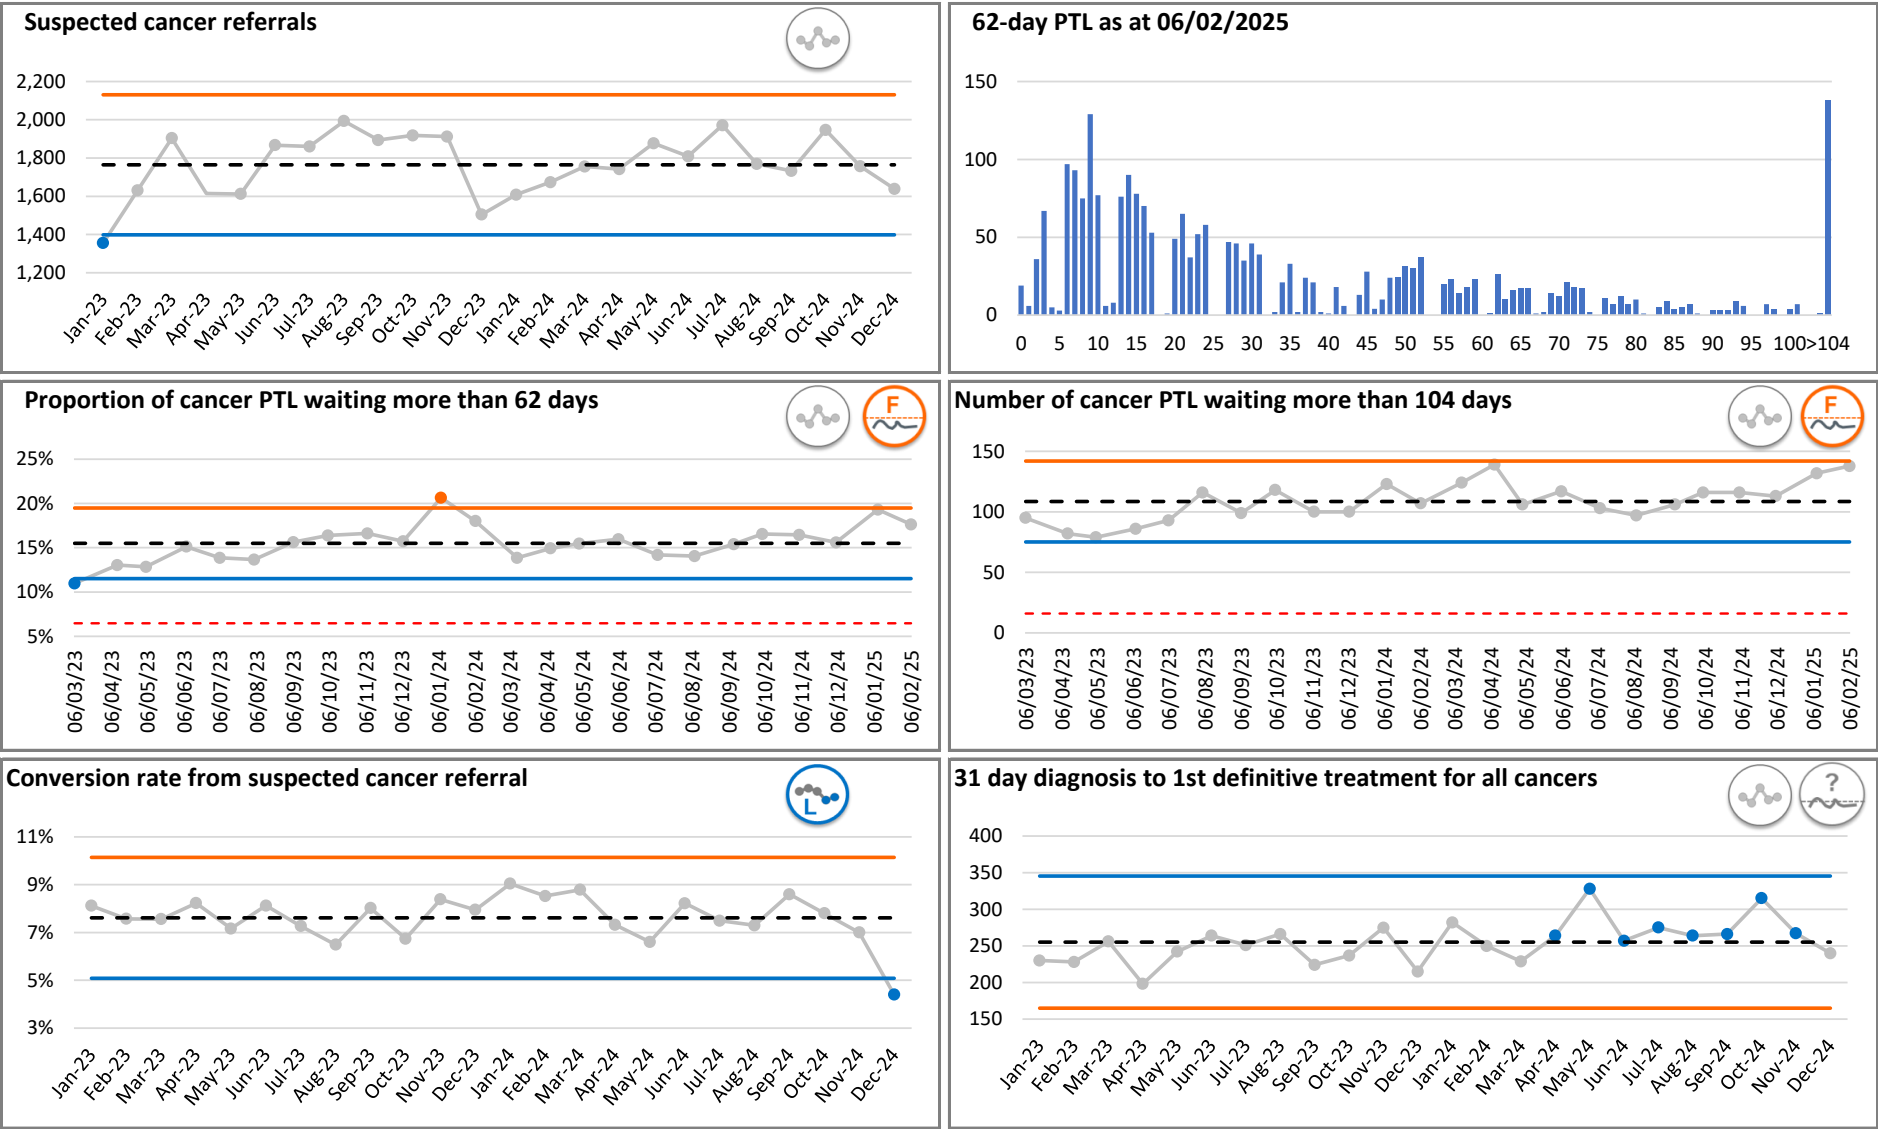 Suspected cancer referrals
2,200
2,000
1,800
1,600
1,400
1,200
Jan-23 Feb-23 Mar-23 Apr-23 May-23 Jun-23 Jul-23 Aug-23 Sep-23 Oct-23 Nov-23 Dec-23 Jan-24 Feb-24 Mar-24 Apr-24 May-24 Jun-24 Jul-24 Aug-24 Sep-24 Oct-24 Nov-24 Dec-24
62-day PTL as at 06/02/2025
150
100
50
0
0 5 10 15 20 25 30 35 40 45 50 55 60 65 70 75 80 85 90 95 100 >104
Proportion of cancer PTL waiting more than 62 days
F
25%
20%
15%
10%
5%
06/03/23 06/04/23 06/05/23 06/06/23 06/07/23 06/08/23 06/09/23 06/10/23 06/11/23 06/12/23 06/01/24 06/02/24 06/03/24 06/04/24 06/05/24 06/06/24 06/07/24 06/08/24 06/09/24 06/10/24 06/11/24 06/12/24 06/01/25 06/02/25
Number of cancer PTL waiting more than 104 days
F
150
100
50
0
06/03/23 06/04/23 06/05/23 06/06/23 06/07/23 06/08/23 06/09/23 06/10/23 06/11/23 06/12/23 06/01/24 06/02/24 06/03/24 06/04/24 06/05/24 06/06/24 06/07/24 06/08/24 06/09/24 06/10/24 06/11/24 06/12/24 06/01/25 06/02/25
Conversion rate from suspected cancer referral
L
11%
9%
7%
5%
3%
Jan-23 Feb-23 Mar-23 Apr-23 May-23 Jun-23 Jul-23 Aug-23 Sep-23 Oct-23 Nov-23 Dec-23 Jan-24 Feb-24 Mar-24 Apr-24 May-24 Jun-24 Jul-24 Aug-24 Sep-24 Oct-24 Nov-24 Dec-24
31 day diagnosis to 1st definitive treatment for all cancers
?
400
350
300
250
200
150
Jan-23 Feb-23 Mar-23 Apr-23 May-23 Jun-23 Jul-23 Aug-23 Sep-23 Oct-23 Nov-23 Dec-23 Jan-24 Feb-24 Mar-24 Apr-24 May-24 Jun-24 Jul-24 Aug-24 Sep-24 Oct-24 Nov-24 Dec-24